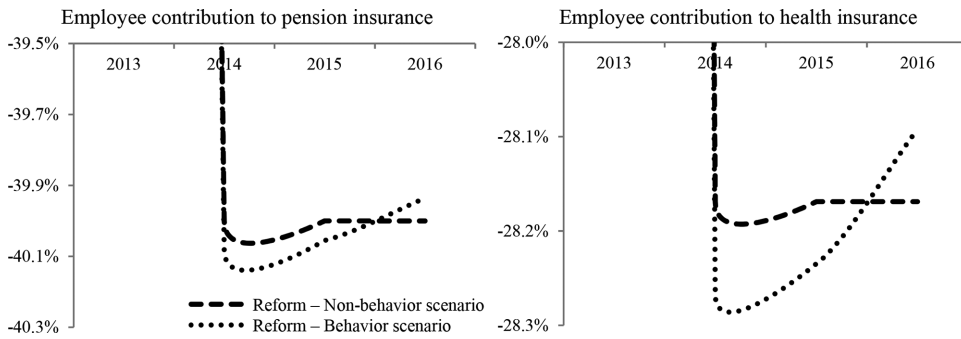 Employee contribution to pension insurance
-39.5%
2013 2014 2015 2016
-39.7%
-39.9%
-40.1%
-40.3%
Reform – Non-behavior scenario
Reform – Behavior scenario
Employee contribution to health insurance
-28.0%
2013 2014 2015 2016
-28.1%
-28.2%
-28.3%